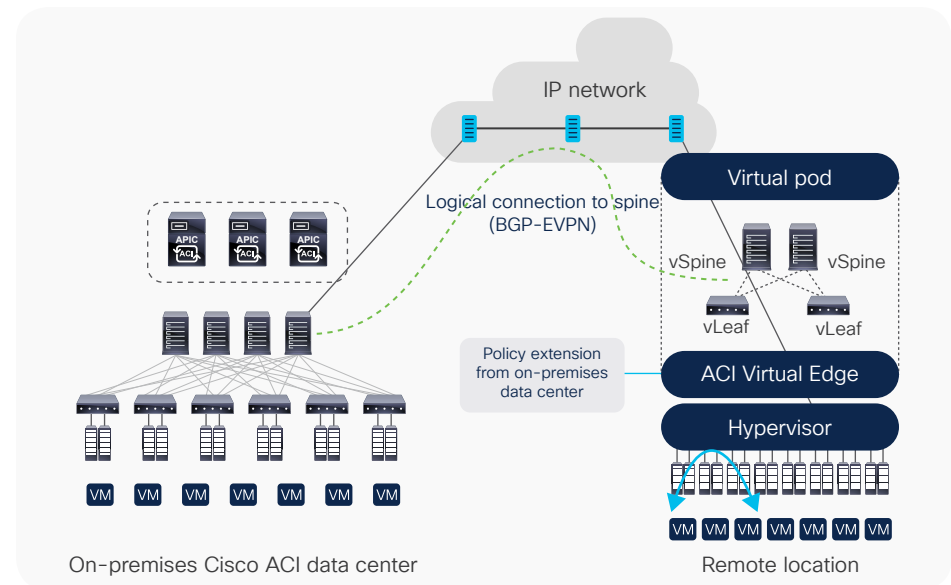 IP network
Virtual pod
Logical connection to spine
(BGP-EVPN)
APIC
ACI
APIC
ACI
APIC
ACI
vSpine
vSpine
vLeaf
vLeaf
Policy extension
from on-premises
data center
ACI Virtual Edge
Hypervisor
VM
VM
VM
VM
VM
VM
VM
VM
VM
VM
VM
VM
VM
VM
On-premises Cisco ACI data center
Remote location